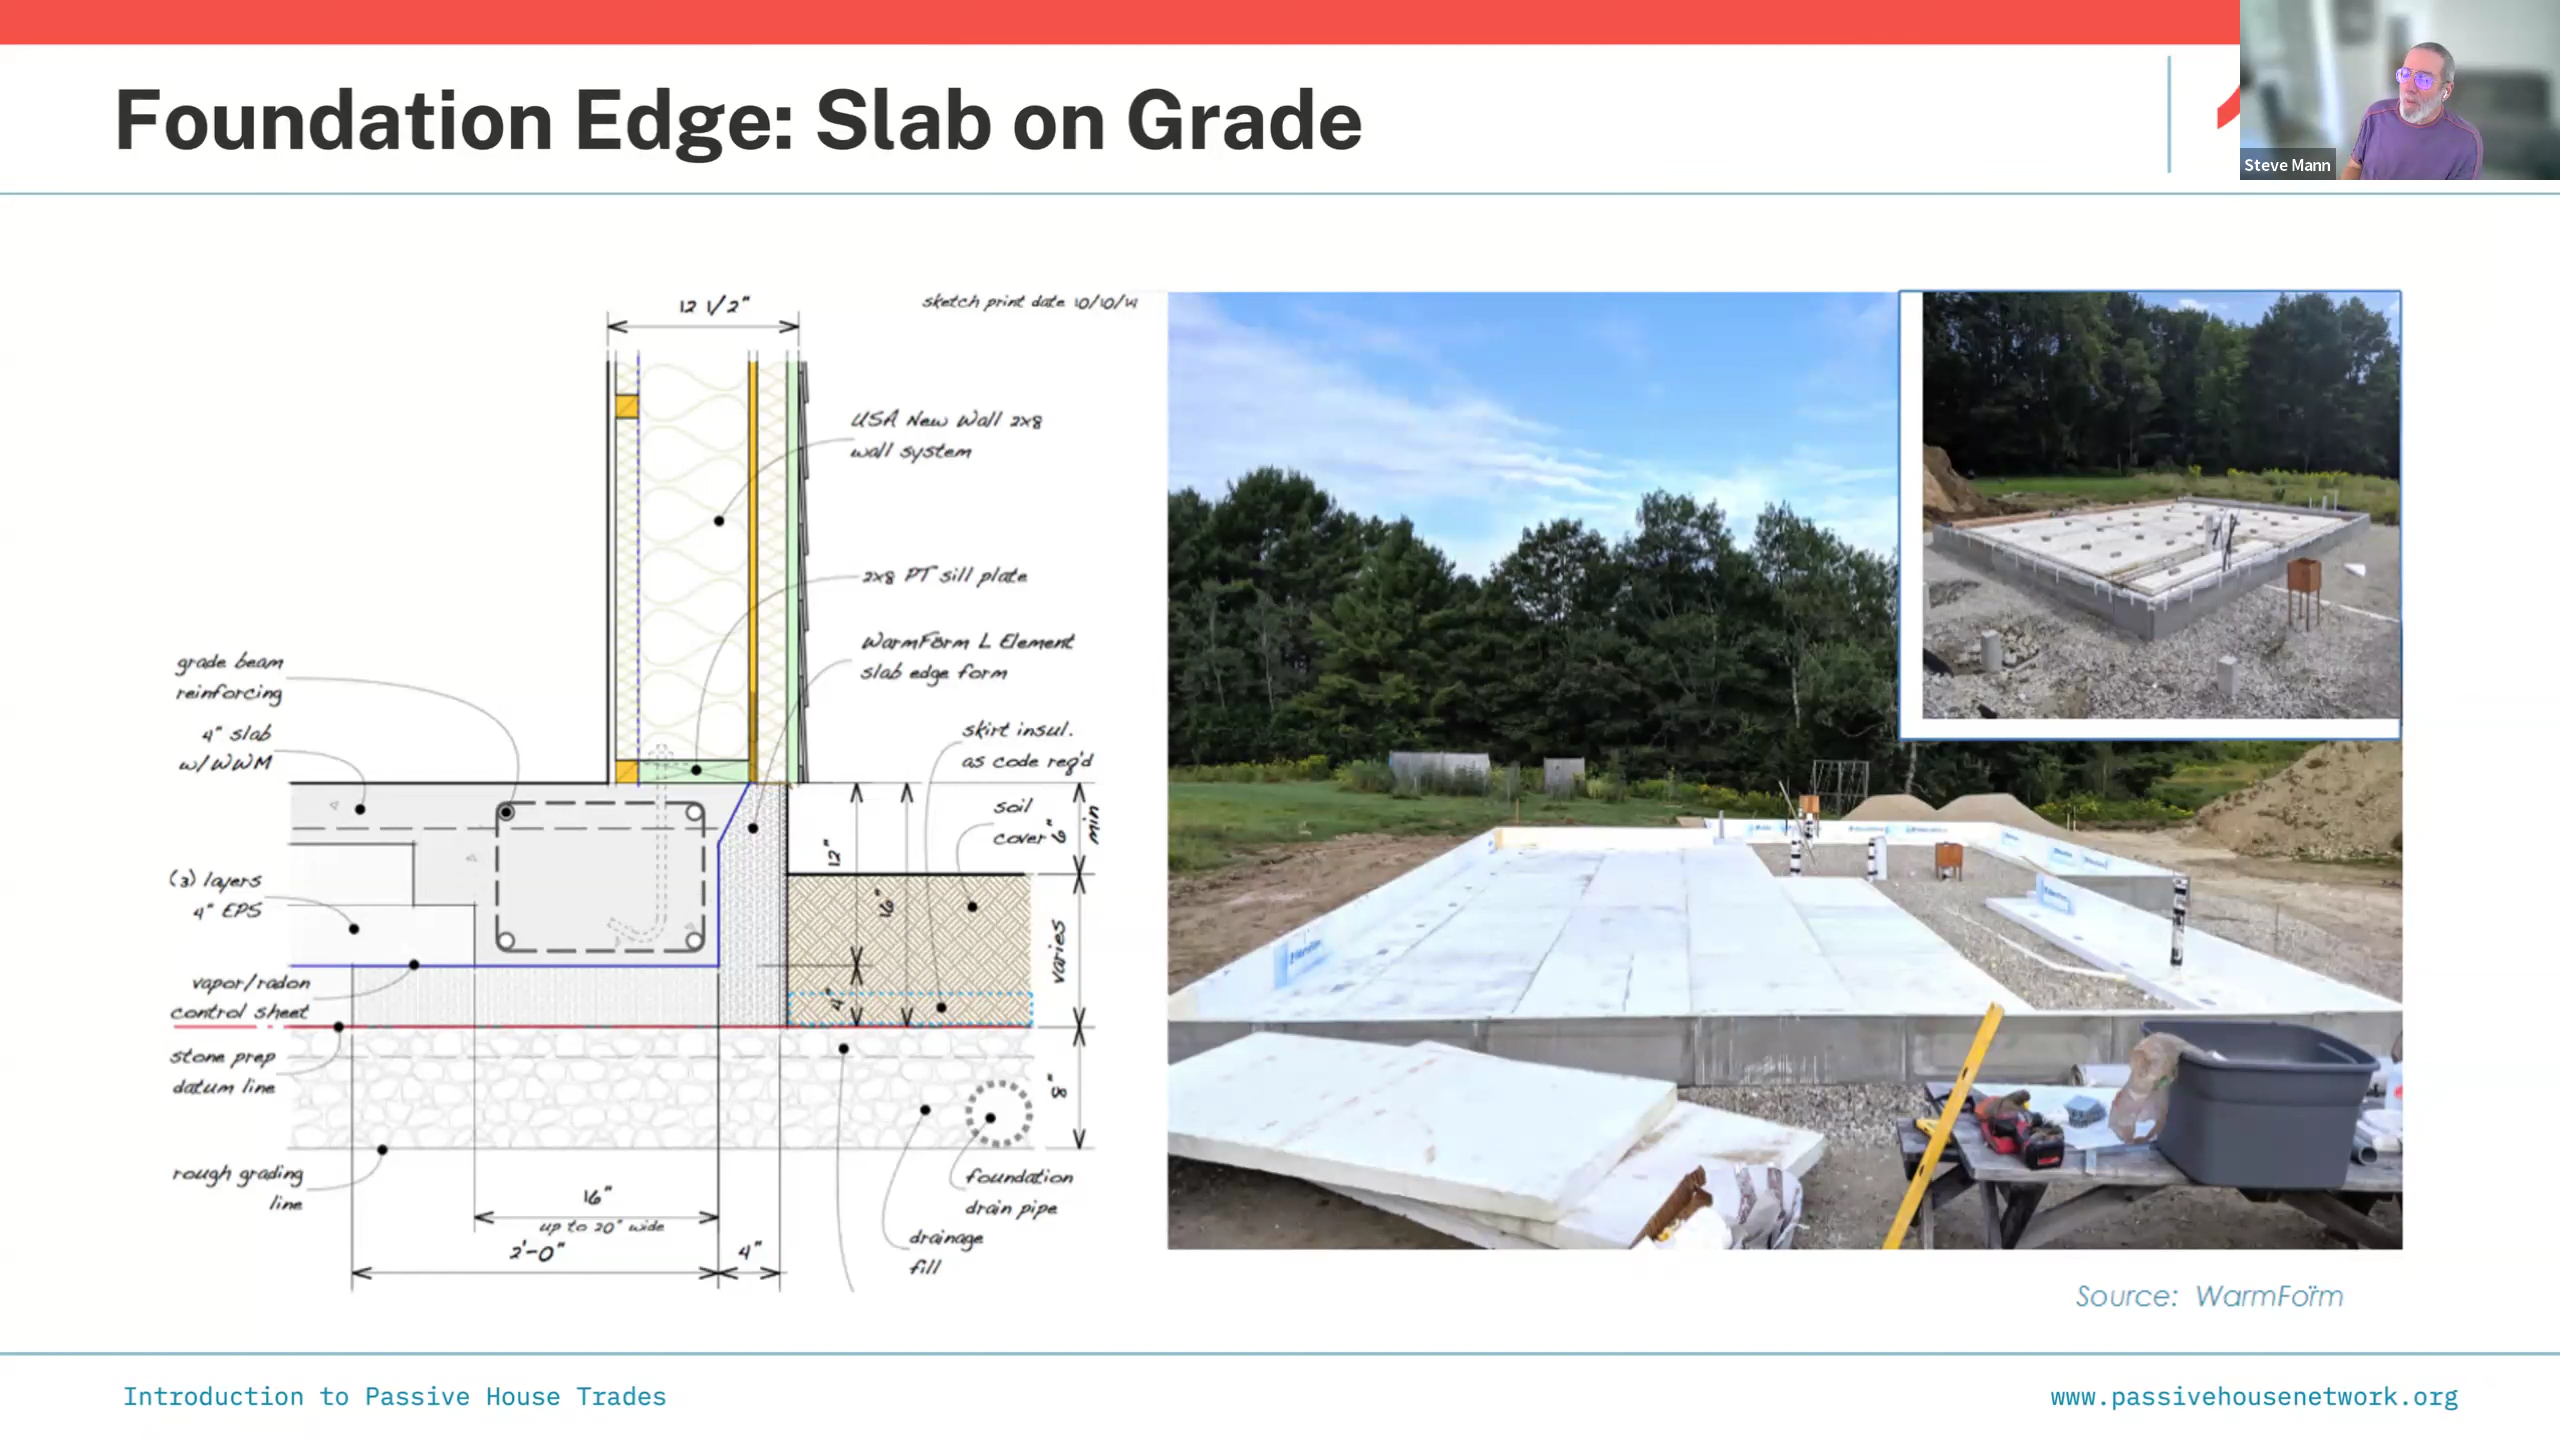 Foundation Edge: Slab on Grade
Steve Mann
12 1/2"
sketch print date 10/10/14
USA New Wall 2x8
wall system
2x8 PT sill plate
WarmFörm L Element
slab edge form
grade beam
reinforcing
4" slab
w/WWM
skirt insul.
as code req'd
soil
cover
6"
min
12"
16"
(3) layers
4" EPS
varies
4"
vapor/radon
control sheet
stone prep
datum line
8"
rough grading
line
16"
up to 20" wide
2'-0"
4"
foundation
drain pipe
drainage
fill
Source: WarmFörm
Introduction to Passive House Trades
www.passivehousenetwork.org